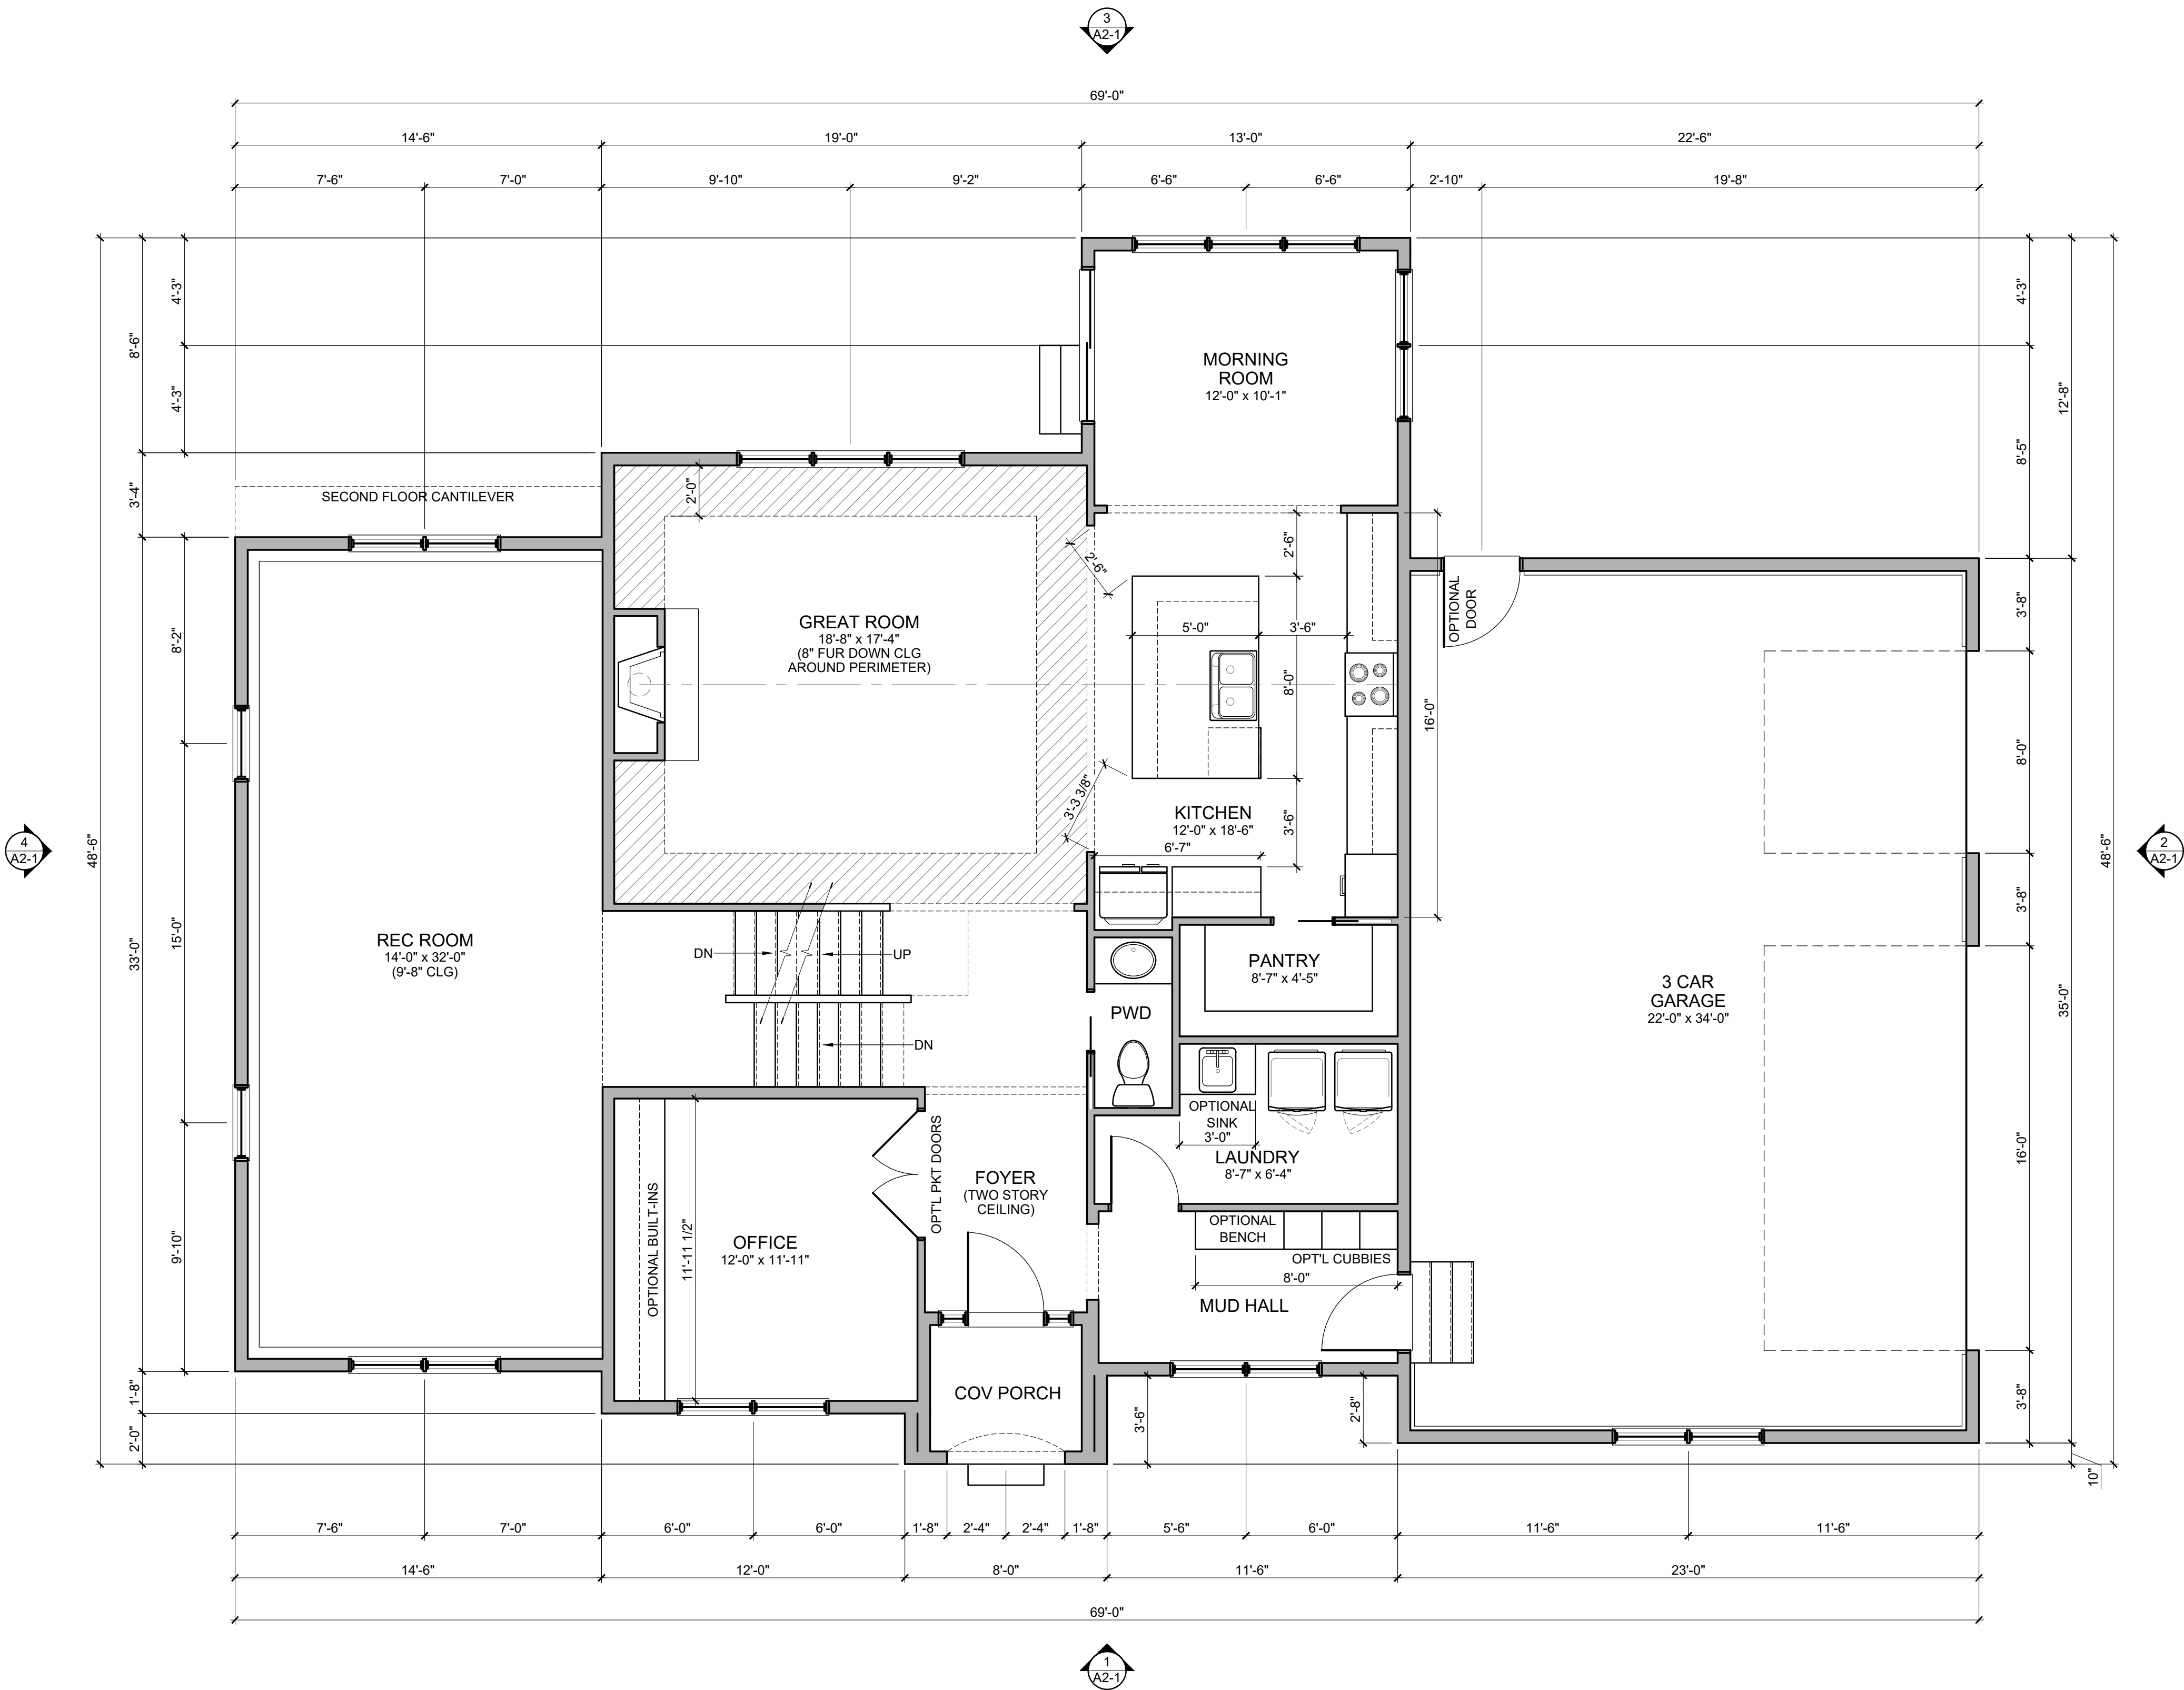 3
A2-1
69'-0"
14'-6"
19'-0"
13'-0"
22'-6"
7'-6"
7'-0"
9'-10"
9'-2"
6'-6"
6'-6"
2'-10"
19'-8"
48'-6"
8'-6"
3'-4"
33'-0"
1'-8"
2'-0"
4'-3"
4'-3"
8'-2"
15'-0"
9'-10"
4
A2-1
SECOND FLOOR CANTILEVER
2'-0"
MORNING
ROOM
12'-0" x 10'-1"
GREAT ROOM
18'-8" x 17'-4"
(8" FUR DOWN CLG
AROUND PERIMETER)
2'-6"
2'-6"
5'-0"
3'-6"
8'-0"
16'-0"
3'-3 3/8"
KITCHEN
12'-0" x 18'-6"
3'-6"
6'-7"
OPTIONAL
DOOR
REC ROOM
14'-0" x 32'-0"
(9'-8" CLG)
DN
UP
DN
PANTRY
8'-7" x 4'-5"
PWD
3 CAR
GARAGE
22'-0" x 34'-0"
OPTIONAL
SINK
3'-0"
LAUNDRY
8'-7" x 6'-4"
OPTIONAL BUILT-INS
11'-11 1/2"
OFFICE
12'-0" x 11'-11"
OPT'L PKT DOORS
FOYER
(TWO STORY
CEILING)
OPTIONAL
BENCH
OPT'L CUBBIES
8'-0"
MUD HALL
COV PORCH
3'-6"
2'-8"
4'-3"
8'-5"
3'-8"
8'-0"
3'-8"
16'-0"
3'-8"
12'-8"
35'-0"
10"
48'-6"
2
A2-1
7'-6"
7'-0"
6'-0"
6'-0"
1'-8"
2'-4"
2'-4"
1'-8"
5'-6"
6'-0"
11'-6"
11'-6"
14'-6"
12'-0"
8'-0"
11'-6"
23'-0"
69'-0"
1
A2-1